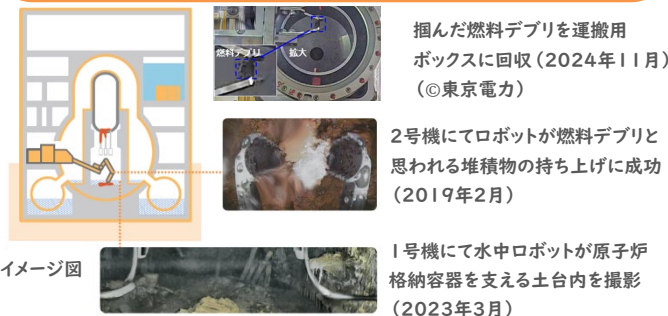 燃料デブリ
拡大
掴んだ燃料デブリを運搬用
ボックスに回収(2024年11月)
(©東京電力)
2号機にてロボットが燃料デブリと
思われる堆積物の持ち上げに成功
(2019年2月)
イメージ図
1号機にて水中ロボットが原子炉
格納容器を支える土台内を撮影
(2023年3月)